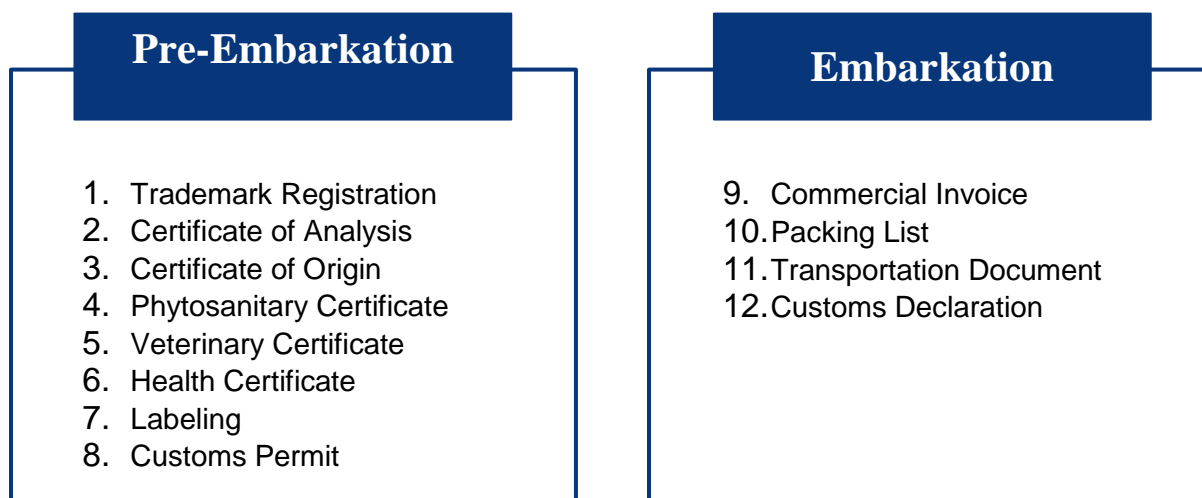 Pre-Embarkation
1. Trademark Registration
2. Certificate of Analysis
3. Certificate of Origin
4. Phytosanitary Certificate
5. Veterinary Certificate
6. Health Certificate
7. Labeling
8. Customs Permit
Embarkation
9. Commercial Invoice
10. Packing List
11. Transportation Document
12. Customs Declaration